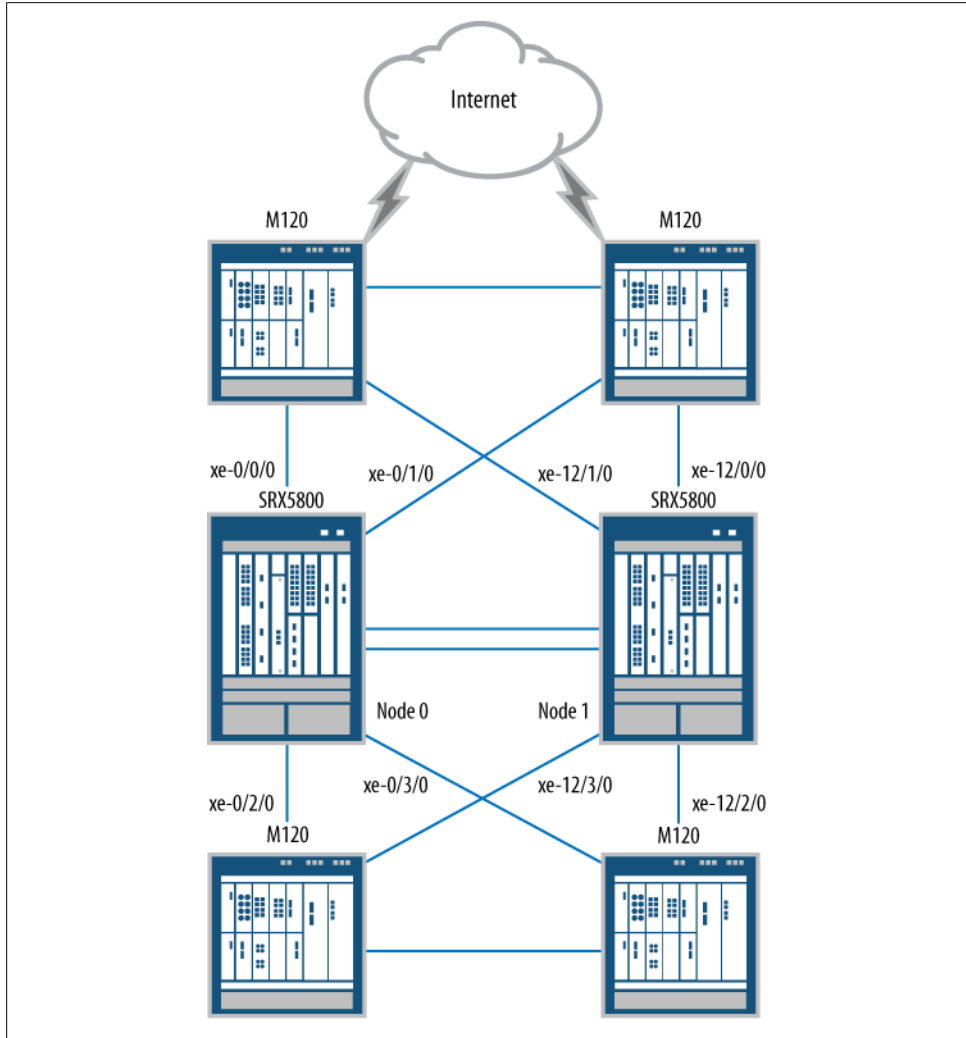 Internet
M120 M120
xe-0/0/0 xe-0/1/0 xe-12/1/0 xe-12/0/0
SRX5800 SRX5800
Node 0 Node 1
xe-0/2/0 xe-0/3/0 xe-12/3/0 xe-12/2/0
M120 M120